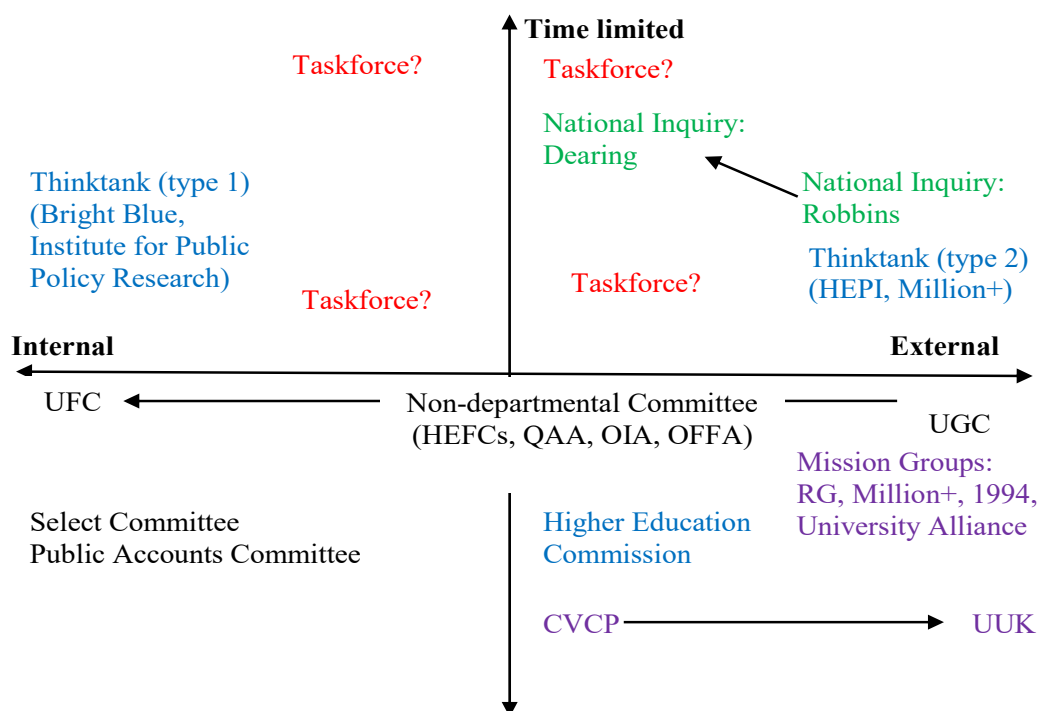 Time limited
Taskforce?
Taskforce?
National Inquiry:
Dearing
Thinktank (type 1)
(Bright Blue,
Institute for Public
Policy Research)
National Inquiry:
Robbins
Thinktank (type 2)
(HEPI, Million+)
Taskforce?
Taskforce?
Internal
External
UFC
Non-departmental Committee
(HEFCs, QAA, OIA, OFFA)
UGC
Mission Groups:
RG, Million+, 1994,
University Alliance
Select Committee
Public Accounts Committee
Higher Education
Commission
CVCP
UUK